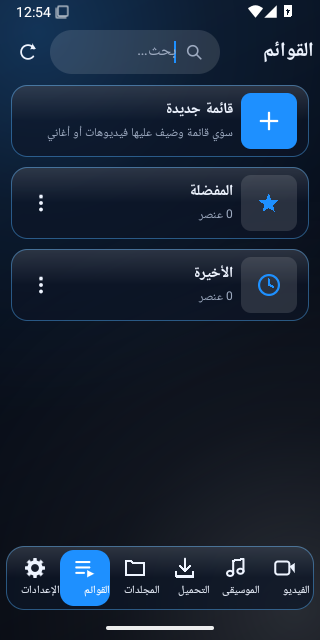 12:54
القوائم
بحث...
قائمة جديدة
سوّي قائمة وضيف عليها فيديوهات أو أغاني
المفضلة
0 عنصر
الأخيرة
0 عنصر
الفيديو
الموسيقى
التحميل
المجلدات
القوائم
الإعدادات